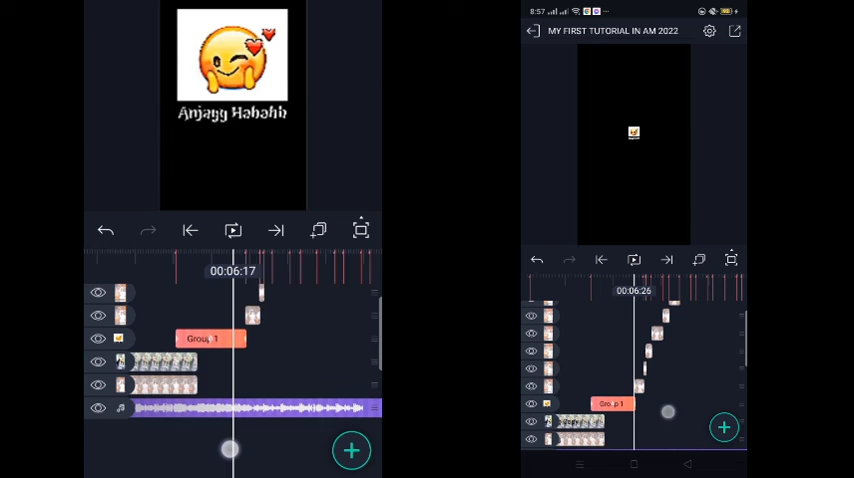 Anjayy Hahahh
00:06:17
Group 1
8:57
MY FIRST TUTORIAL IN AM 2022
00:06:26
Group 1